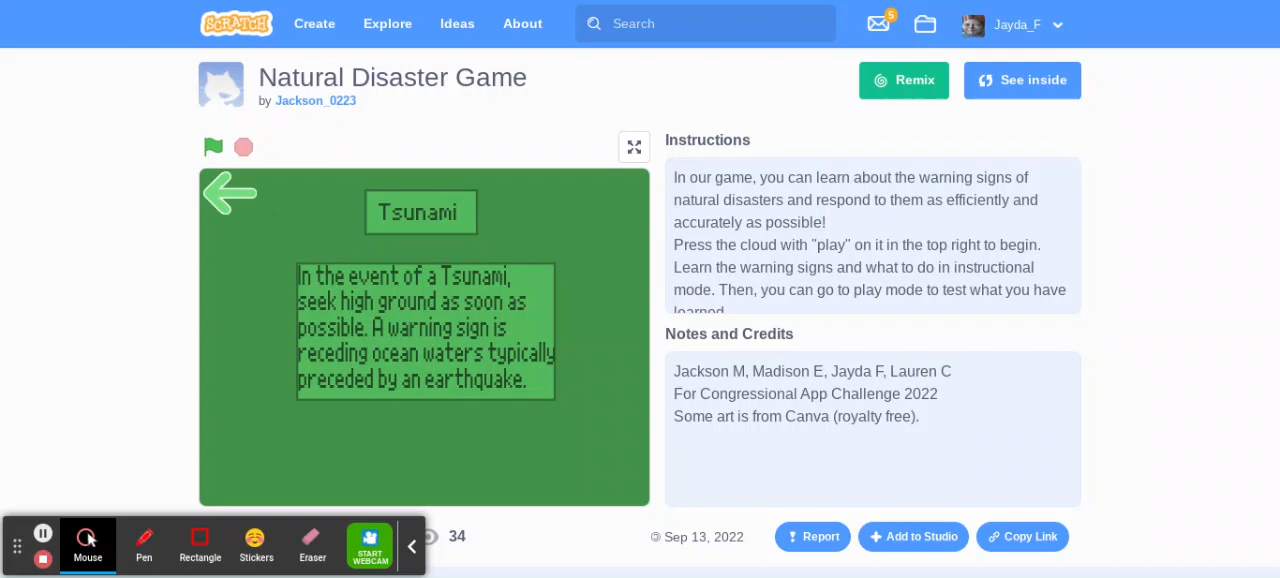 SCRATCH Create Explore Ideas About Search 5 Jayda_F
Natural Disaster Game
by Jackson_0223
Remix See inside
Tsunami
In the event of a Tsunami,
seek high ground as soon as
possible. A warning sign is
receding ocean waters typically
preceded by an earthquake.
Instructions
In our game, you can learn about the warning signs of
natural disasters and respond to them as efficiently and
accurately as possible!
Press the cloud with "play" on it in the top right to begin.
Learn the warning signs and what to do in instructional
mode. Then, you can go to play mode to test what you have
learned
Notes and Credits
Jackson M, Madison E, Jayda F, Lauren C
For Congressional App Challenge 2022
Some art is from Canva (royalty free).
34
© Sep 13, 2022
Report Add to Studio Copy Link
Mouse Pen Rectangle Stickers Eraser START
WEBCAM